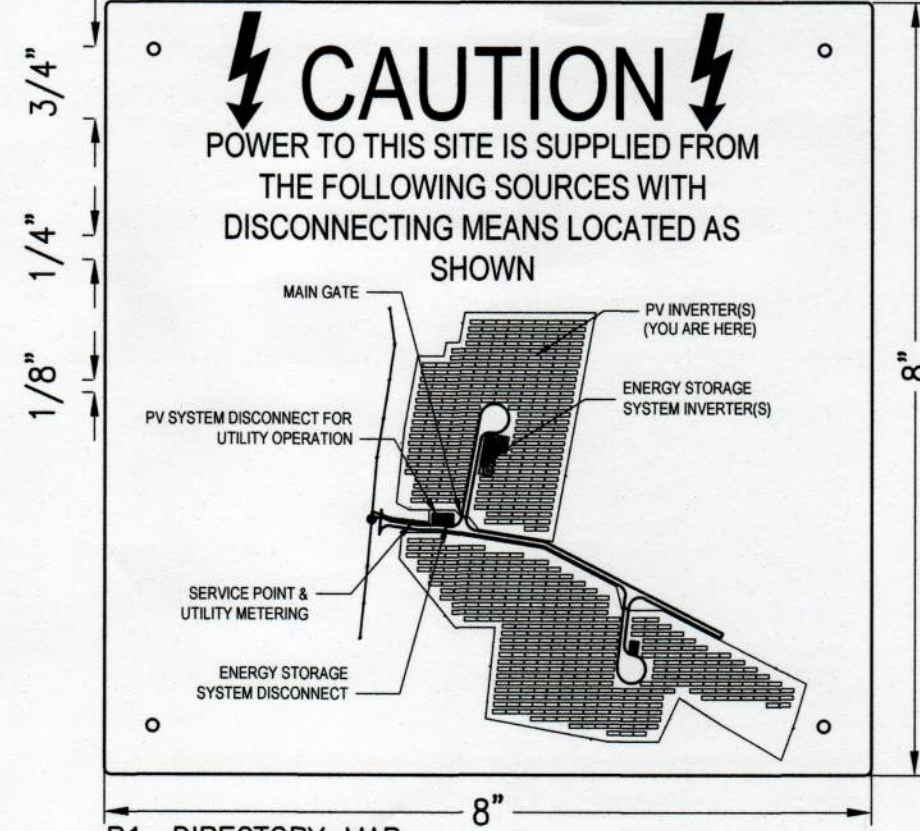 CAUTION
POWER TO THIS SITE IS SUPPLIED FROM
THE FOLLOWING SOURCES WITH
DISCONNECTING MEANS LOCATED AS
SHOWN
MAIN GATE
PV INVERTER(S)
(YOU ARE HERE)
ENERGY STORAGE
SYSTEM INVERTER(S)
PV SYSTEM DISCONNECT FOR
UTILITY OPERATION
SERVICE POINT &
UTILITY METERING
ENERGY STORAGE
SYSTEM DISCONNECT
3/4"
1/4"
1/8"
8"
8"
DIRECTORY MAP